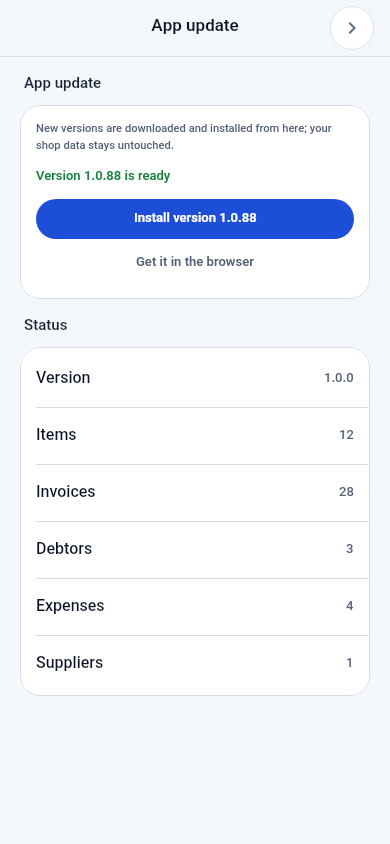 App update
App update
New versions are downloaded and installed from here; your
shop data stays untouched.
Version 1.0.88 is ready
Install version 1.0.88
Get it in the browser
Status
Version 1.0.0
Items 12
Invoices 28
Debtors 3
Expenses 4
Suppliers 1